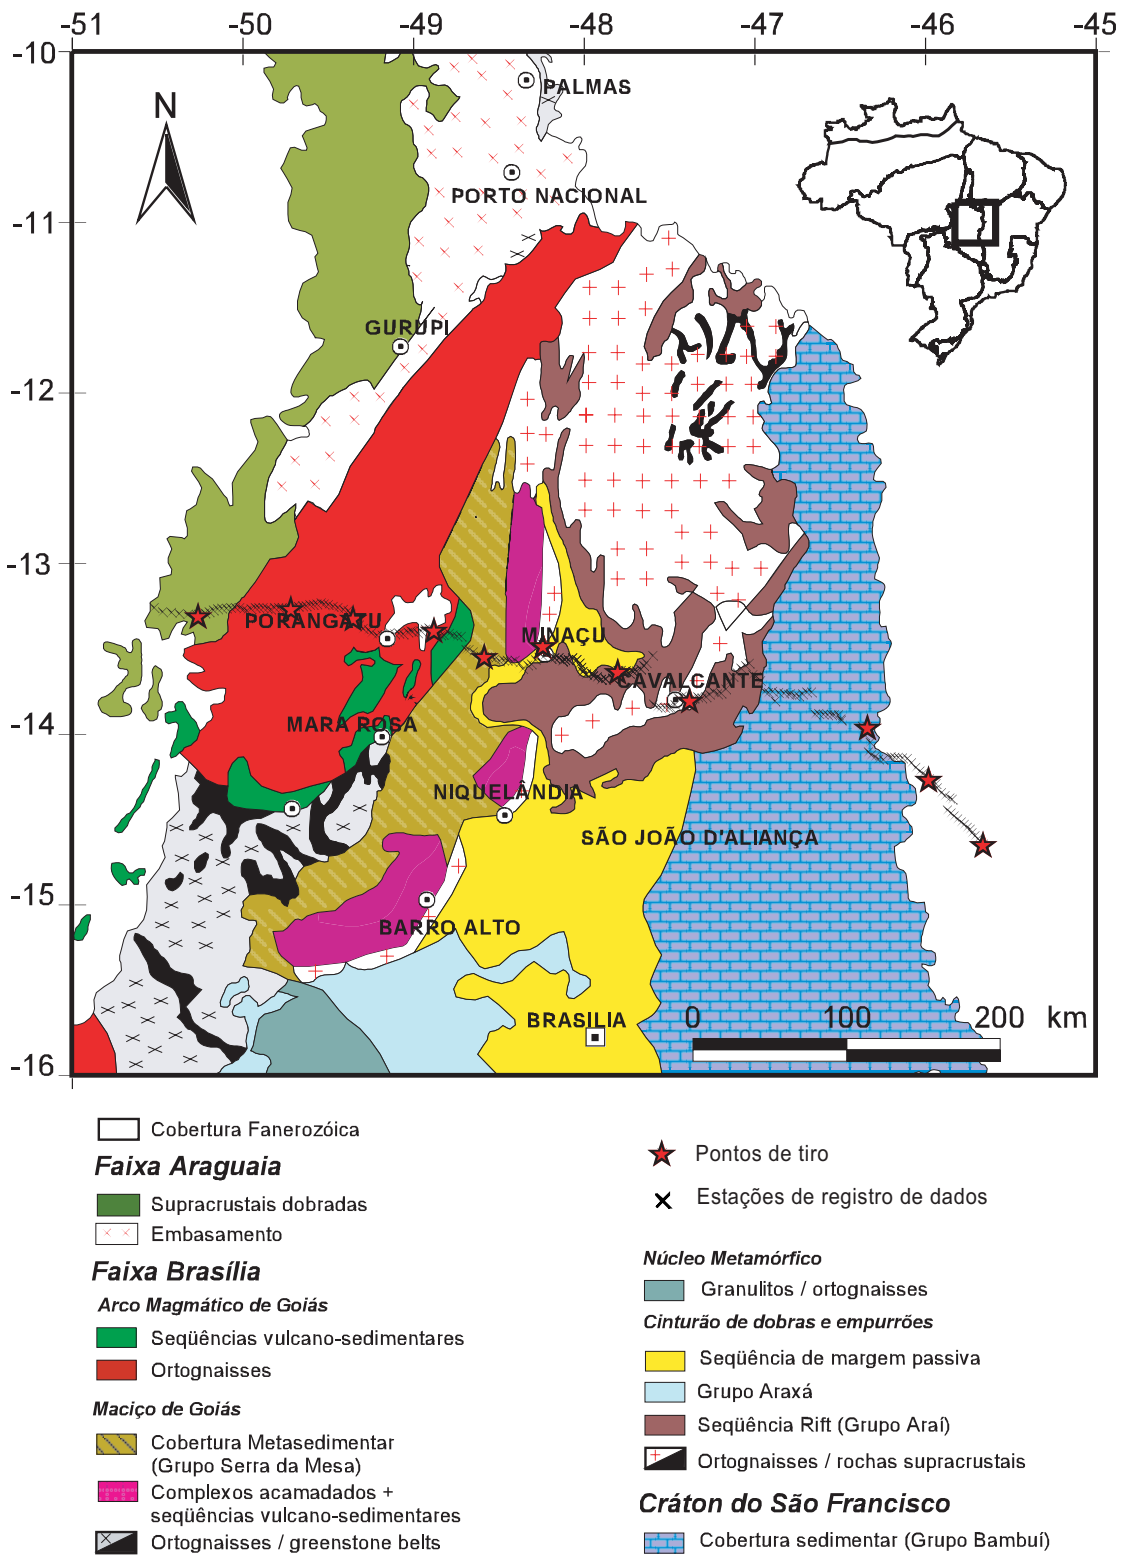 -51 -50 -49 -48 -47 -46 -45
-10
-11
-12
-13
-14
-15
-16
N
PALMAS
PORTO NACIONAL
GURUPI
PORANGATU
MINAÇU
CAVALCANTE
MARA ROSA
NIQUELÂNDIA
SÃO JOÃO D'ALIANÇA
BARRO ALTO
BRASILIA
0 100 200 km
Cobertura Fanerozóica
Faixa Araguaia
Supracrustais dobradas
Embasamento
Faixa Brasília
Arco Magmático de Goiás
Seqüências vulcano-sedimentares
Ortognaisses
Maciço de Goiás
Cobertura Metasedimentar
(Grupo Serra da Mesa)
Complexos acamadados +
seqüências vulcano-sedimentares
Ortognaisses / greenstone belts
Pontos de tiro
Estações de registro de dados
Núcleo Metamórfico
Granulitos / ortognaisses
Cinturão de dobras e empurrões
Seqüência de margem passiva
Grupo Araxá
Seqüência Rift (Grupo Araí)
Ortognaisses / rochas supracrustais
Cráton do São Francisco
Cobertura sedimentar (Grupo Bambuí)